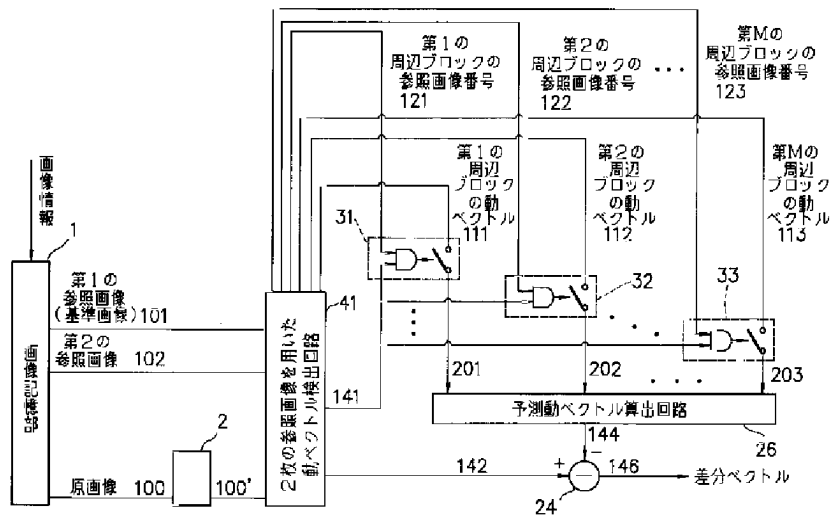 第1の
周辺ブロックの
参照画像番号
121
第2の
周辺ブロックの
参照画像番号
122
・・・
第Mの
周辺ブロックの
参照画像番号
123
画像情報
1
第1の
周辺
ブロック
の動
ベクトル
111
第2の
周辺
ブロック
の動
ベクトル
112
第Mの
周辺
ブロック
の動
ベクトル
113
31
32
33
41
第1の
参照画像
(基準画像) 101
第2の
参照画像 102
2枚の参照画像を用いた
動ベクトル検出回路
141
201
202
203
予測動ベクトル算出回路
26
144
2
原画像 100
100'
142
+
−
−
24
146
差分ベクトル